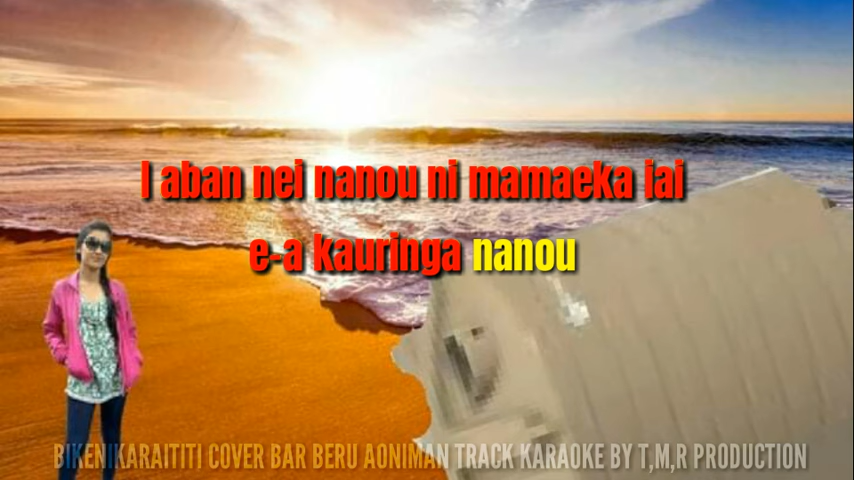 I aban nei nanou ni mamaeka iai
e-a kauringa nanou
BIKENIKARAITITI COVER BAR BERU AONIMAN TRACK KARAOKE BY T,M,R PRODUCTION